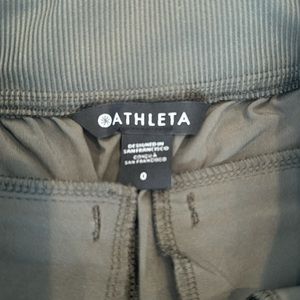 ATHLETA
DESIGNED IN
SAN FRANCISCO
CONÇU À
SAN FRANCISCO
0